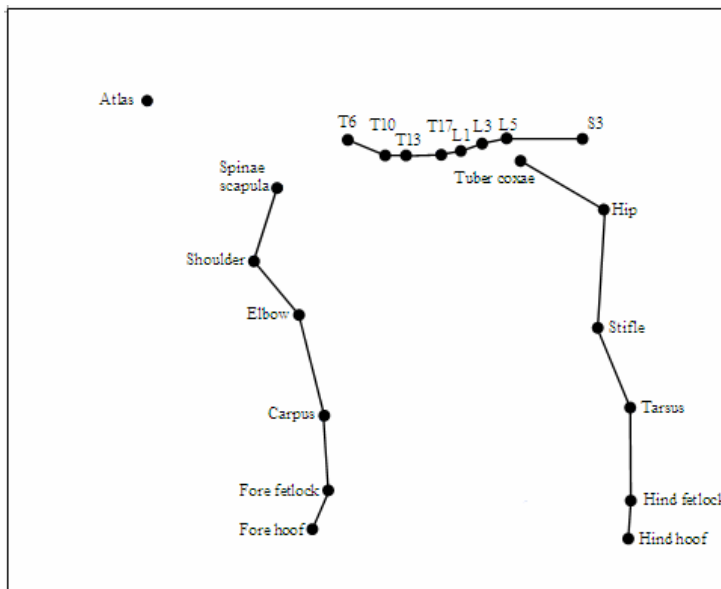 Atlas
T6
T10
T13
T17
L1
L3
L5
S3
Spinae
scapula
Tuber coxae
Hip
Shoulder
Elbow
Stifle
Carpus
Tarsus
Fore fetlock
Hind fetlock
Fore hoof
Hind hoof